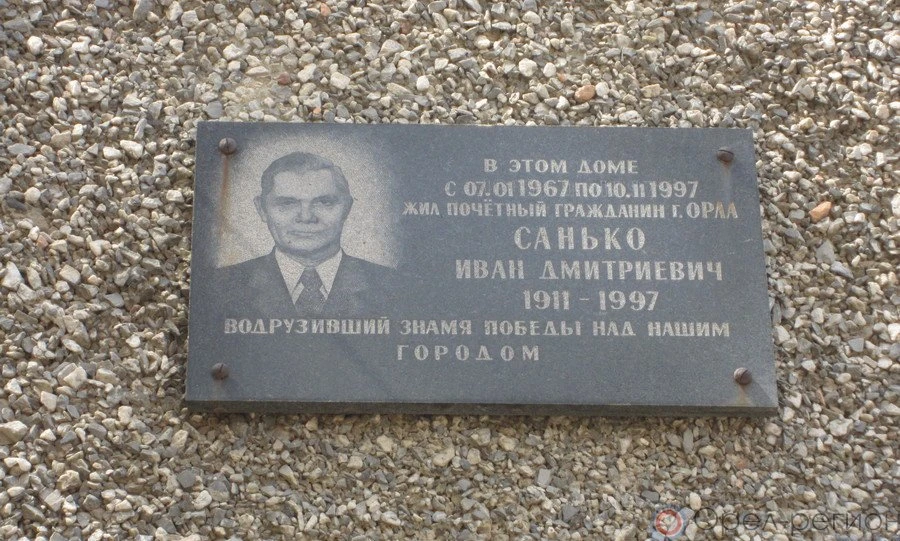 В ЭТОМ ДОМЕ
С 07.01 1967 ПО 10.11 1997
ЖИЛ ПОЧЁТНЫЙ ГРАЖДАНИН Г. ОРЛА
САНЬКО
ИВАН ДМИТРИЕВИЧ
1911 - 1997
ВОДРУЗИВШИЙ ЗНАМЯ ПОБЕДЫ НАД НАШИМ
ГОРОДОМ
Орел-регион